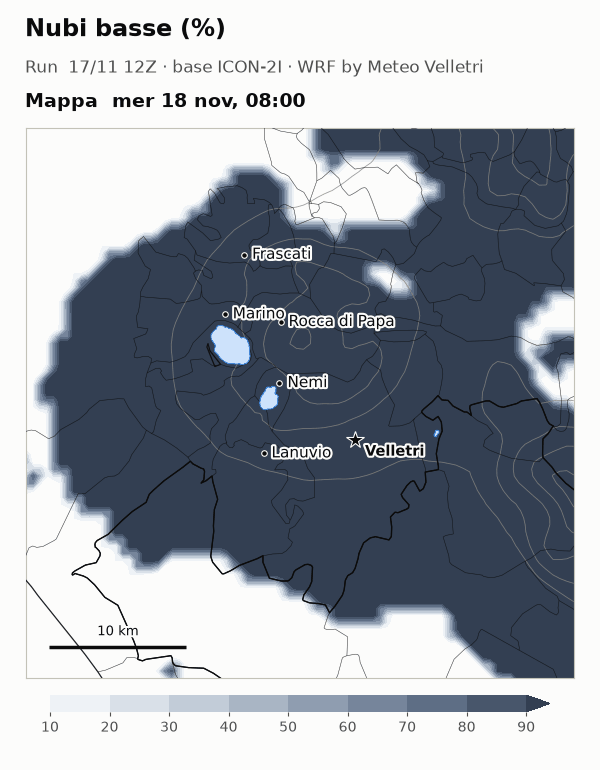 Nubi basse (%)
Run  17/11 12Z · base ICON-2I · WRF by Meteo Velletri
Mappa  mer 18 nov, 08:00
Frascati
Marino
Rocca di Papa
Nemi
Velletri
Lanuvio
10 km
10 20 30 40 50 60 70 80 90